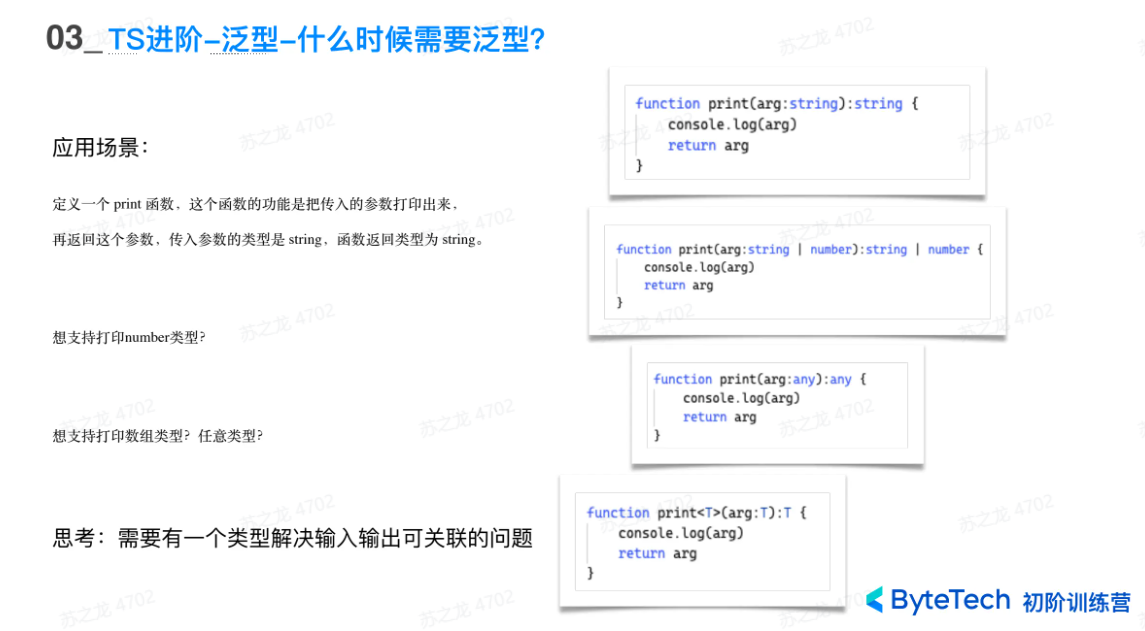 03_ TS进阶–泛型–什么时候需要泛型?
应用场景：
定义一个 print 函数，这个函数的功能是把传入的参数打印出来，
再返回这个参数，传入参数的类型是 string，函数返回类型为 string。
想支持打印number类型?
想支持打印数组类型？任意类型?
思考：需要有一个类型解决输入输出可关联的问题
function print(arg:string):string {
console.log(arg)
return arg
}
function print(arg:string | number):string | number {
console.log(arg)
return arg
}
function print(arg:any):any {
console.log(arg)
return arg
}
function print<T>(arg:T):T {
console.log(arg)
return arg
}
ByteTech 初阶训练营
苏之龙 4702